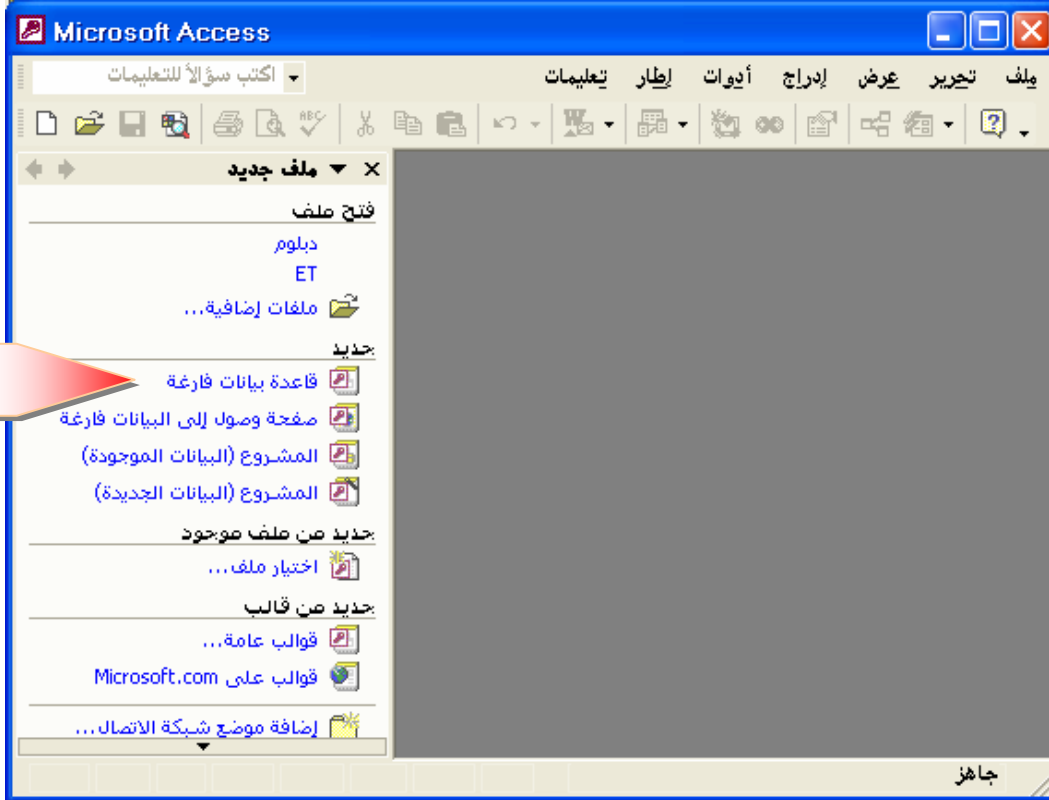 Microsoft Access
ملف تحرير عرض إدراج أدوات إطار تعليمات اكتب سؤالاً للتعليمات
ABC
ملف جديد
فتح ملف
دبلوم
ET
ملفات إضافية...
جديد
قاعدة بيانات فارغة
صفحة وصول إلى البيانات فارغة
المشروع (البيانات الموجودة)
المشروع (البيانات الجديدة)
جديد من ملف موجود
اختيار ملف...
جديد من قالب
قوالب عامة...
قوالب على Microsoft.com
إضافة موضع شبكة الاتصال...
جاهز